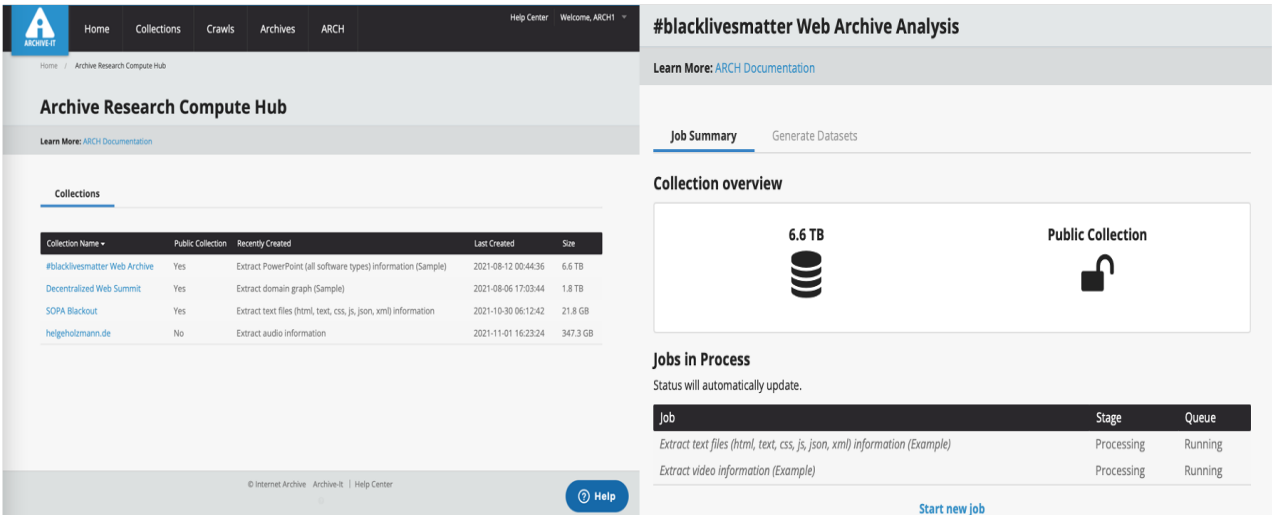 ARCHIVE-IT
Home Collections Crawls Archives ARCH
Help Center Welcome, ARCH1
Home / Archive Research Compute Hub
Archive Research Compute Hub
Learn More: ARCH Documentation
Collections
Collection Name Public Collection Recently Created Last Created Size
#blacklivesmatter Web Archive Yes Extract PowerPoint (all software types) information (Sample) 2021-08-12 00:44:36 6.6 TB
Decentralized Web Summit Yes Extract domain graph (Sample) 2021-08-06 17:03:44 1.8 TB
SOPA Blackout Yes Extract text files (html, text, css, js, json, xml) information 2021-10-30 06:12:42 21.8 GB
helgeholzmann.de No Extract audio information 2021-11-01 16:23:24 347.3 GB
© Internet Archive Archive-It | Help Center
Help
#blacklivesmatter Web Archive Analysis
Learn More: ARCH Documentation
Job Summary Generate Datasets
Collection overview
6.6 TB Public Collection
Jobs in Process
Status will automatically update.
Job Stage Queue
Extract text files (html, text, css, js, json, xml) information (Example) Processing Running
Extract video information (Example) Processing Running
Start new job